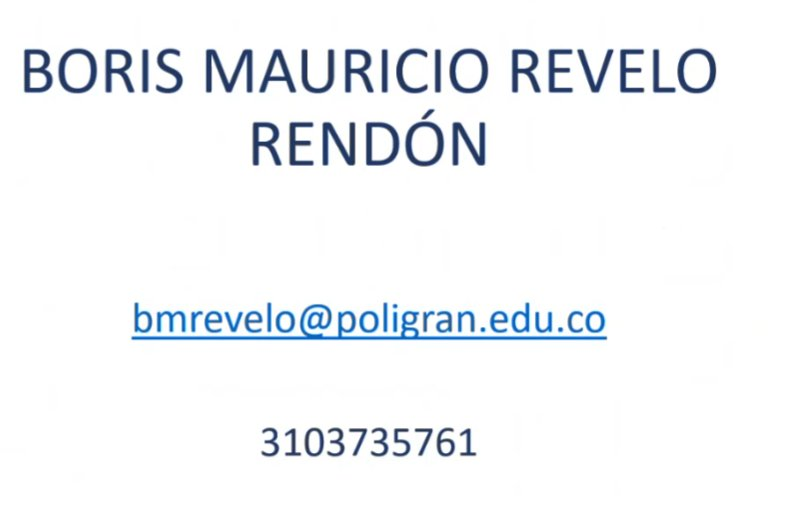 BORIS MAURICIO REVELO
RENDÓN
bmrevelo@poligran.edu.co
3103735761